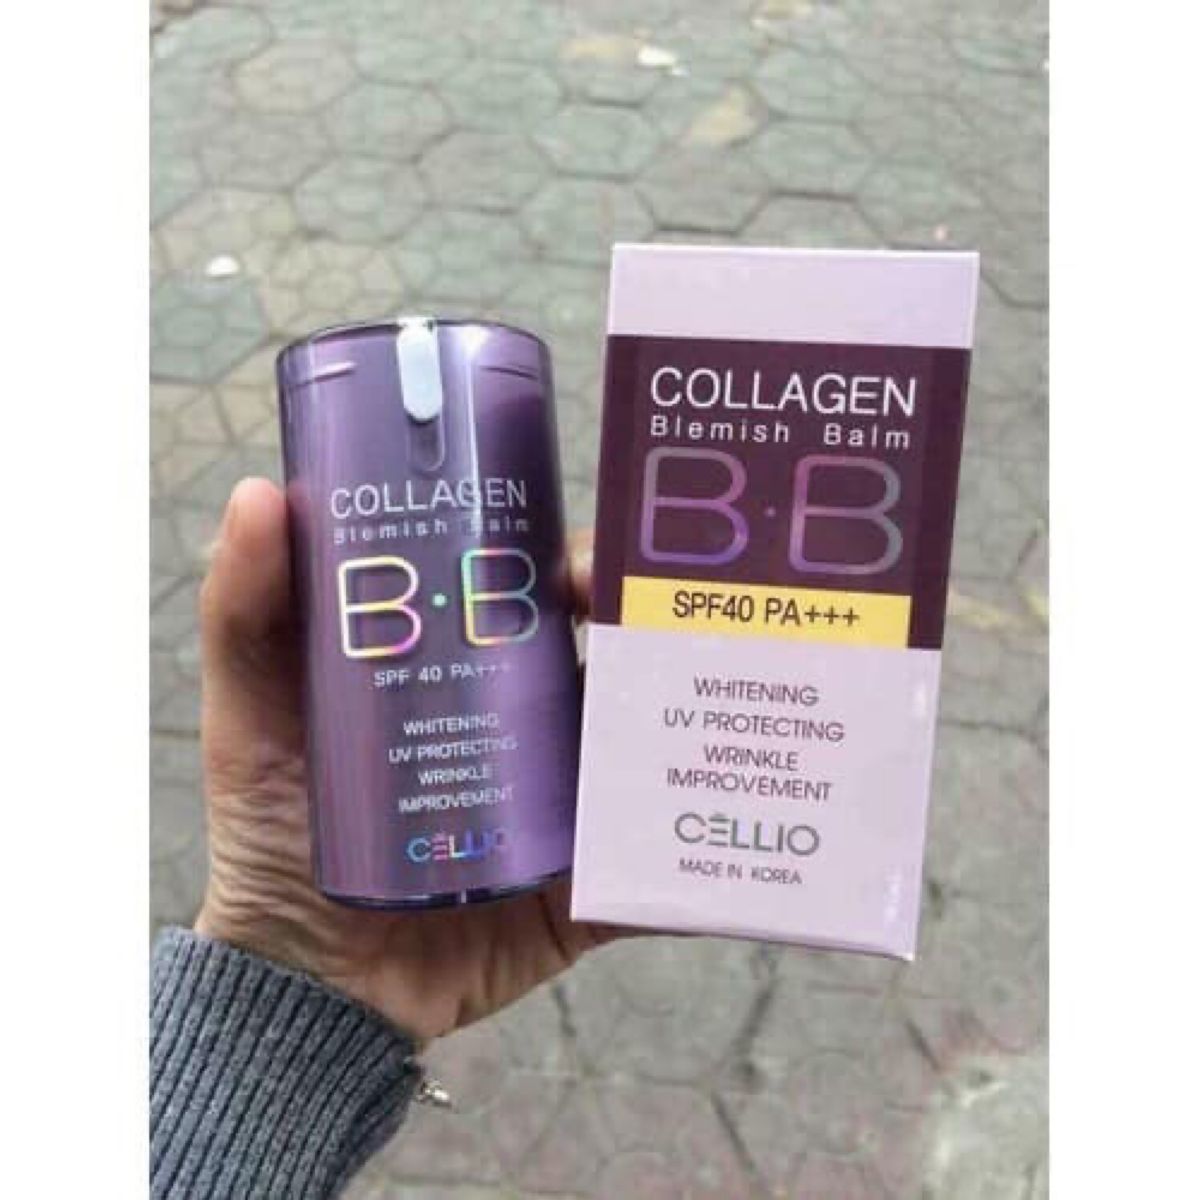 COLLAGEN
Blemish Balm
B·B
SPF 40 PA+++
WHITENING
UV PROTECTING
WRINKLE
IMPROVEMENT
CELLIO
COLLAGEN
Blemish Balm
B·B
SPF40 PA+++
WHITENING
UV PROTECTING
WRINKLE
IMPROVEMENT
CELLIO
MADE IN KOREA